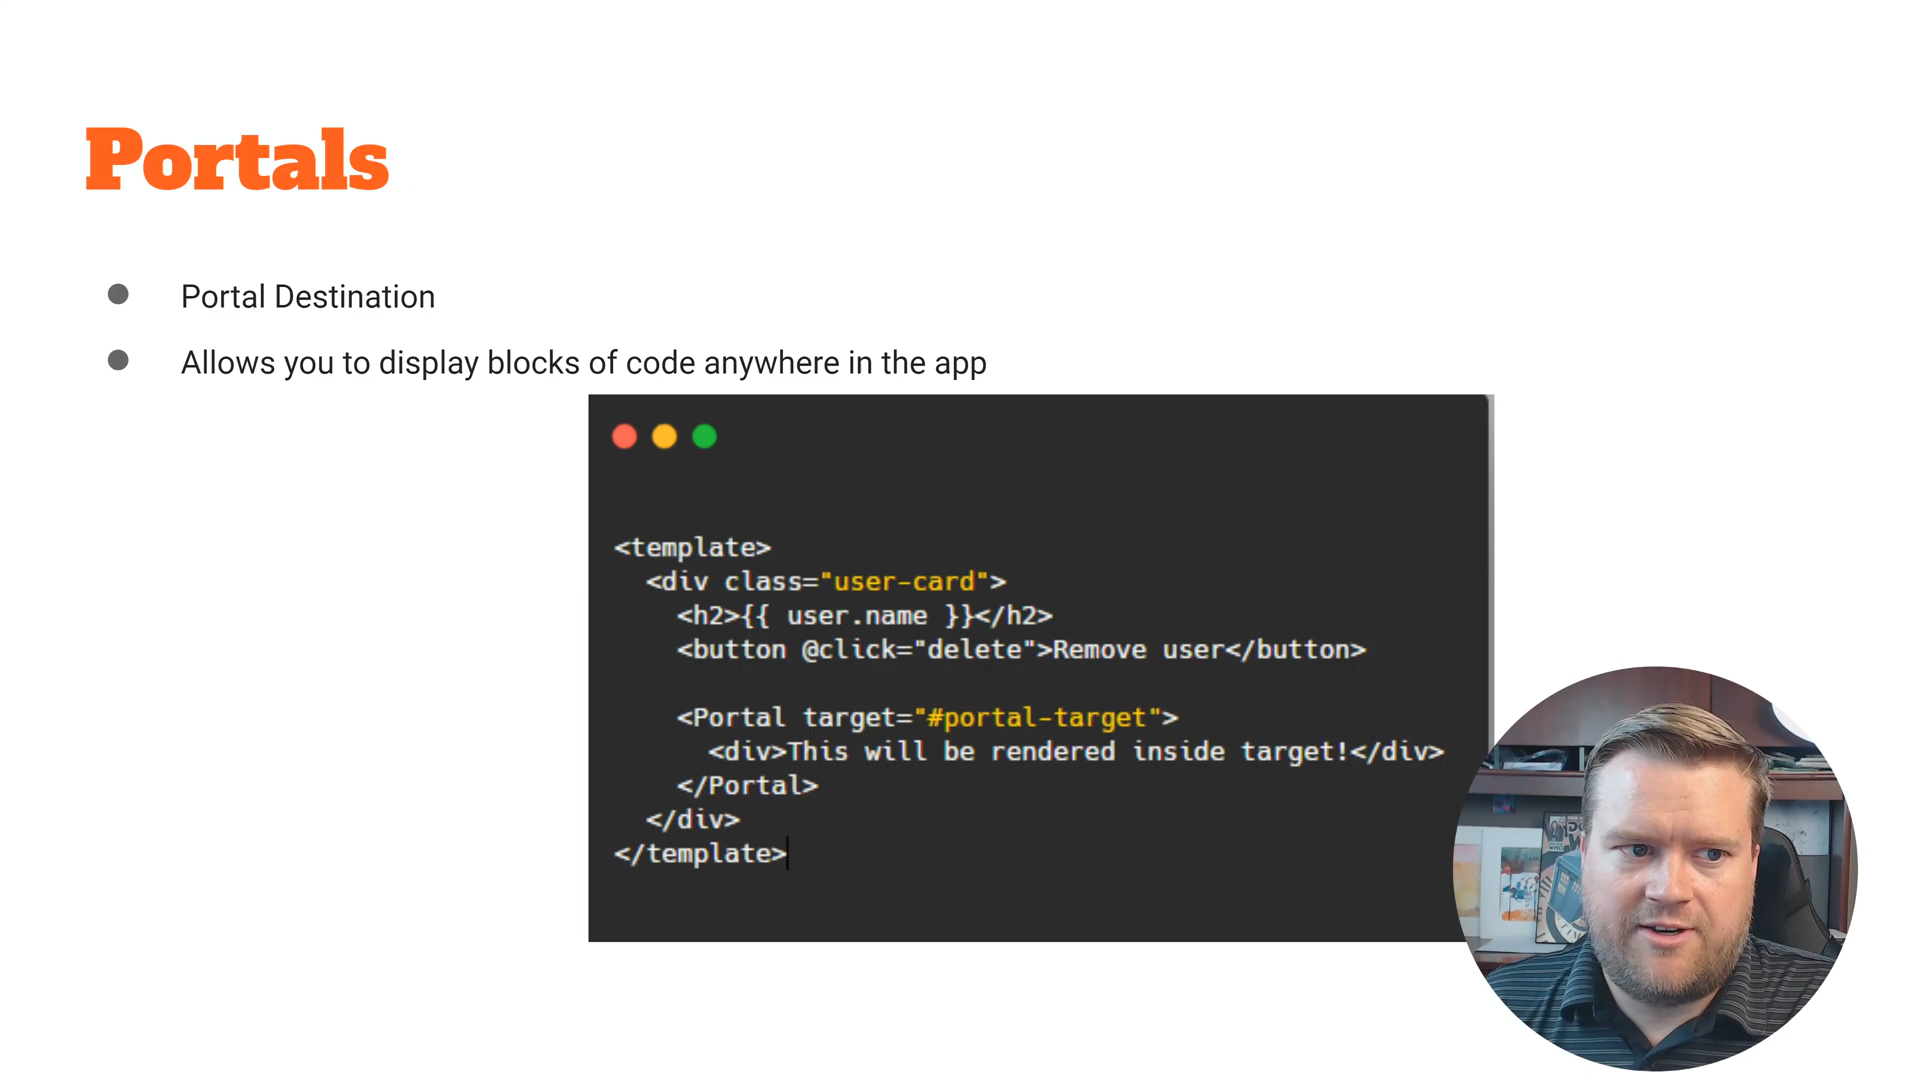 Portals
Portal Destination
Allows you to display blocks of code anywhere in the app
<template>
  <div class="user-card">
    <h2>{{ user.name }}</h2>
    <button @click="delete">Remove user</button>
    <Portal target="#portal-target">
      <div>This will be rendered inside target!</div>
    </Portal>
  </div>
</template>